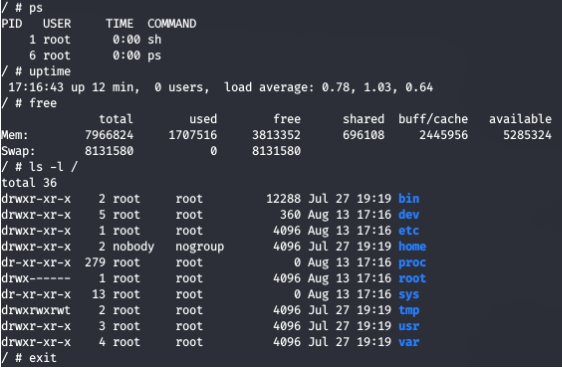 / # ps
PID   USER     TIME  COMMAND
    1 root      0:00 sh
    6 root      0:00 ps
/ # uptime
 17:16:43 up 12 min,  0 users,  load average: 0.78, 1.03, 0.64
/ # free
              total        used        free      shared  buff/cache   available
Mem:        7966824     1707516     3813352      696108     2445956     5285324
Swap:       8131580           0     8131580
/ # ls -l /
total 36
drwxr-xr-x    2 root     root         12288 Jul 27 19:19 bin
drwxr-xr-x    5 root     root           360 Aug 13 17:16 dev
drwxr-xr-x    1 root     root          4096 Aug 13 17:16 etc
drwxr-xr-x    2 nobody   nogroup       4096 Jul 27 19:19 home
dr-xr-xr-x  279 root     root             0 Aug 13 17:16 proc
drwx------    1 root     root          4096 Aug 13 17:16 root
dr-xr-xr-x   13 root     root             0 Aug 13 17:16 sys
drwxrwxrwt    2 root     root          4096 Jul 27 19:19 tmp
drwxr-xr-x    3 root     root          4096 Jul 27 19:19 usr
drwxr-xr-x    4 root     root          4096 Jul 27 19:19 var
/ # exit